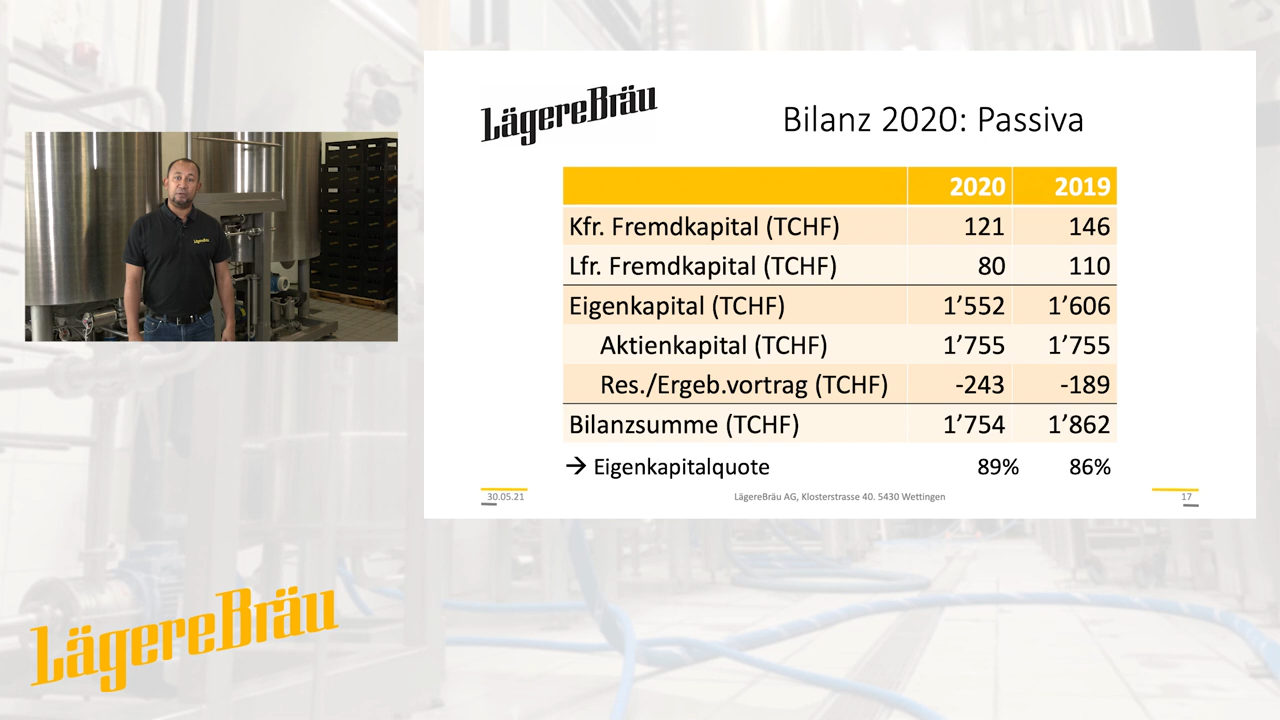 LägereBräu
Bilanz 2020: Passiva
2020 2019
Kfr. Fremdkapital (TCHF) 121 146
Lfr. Fremdkapital (TCHF) 80 110
Eigenkapital (TCHF) 1’552 1’606
Aktienkapital (TCHF) 1’755 1’755
Res./Ergeb.vortrag (TCHF) -243 -189
Bilanzsumme (TCHF) 1’754 1’862
→ Eigenkapitalquote 89% 86%
30.05.21 LägereBräu AG, Klosterstrasse 40. 5430 Wettingen 17
LägereBräu
LägereBräu